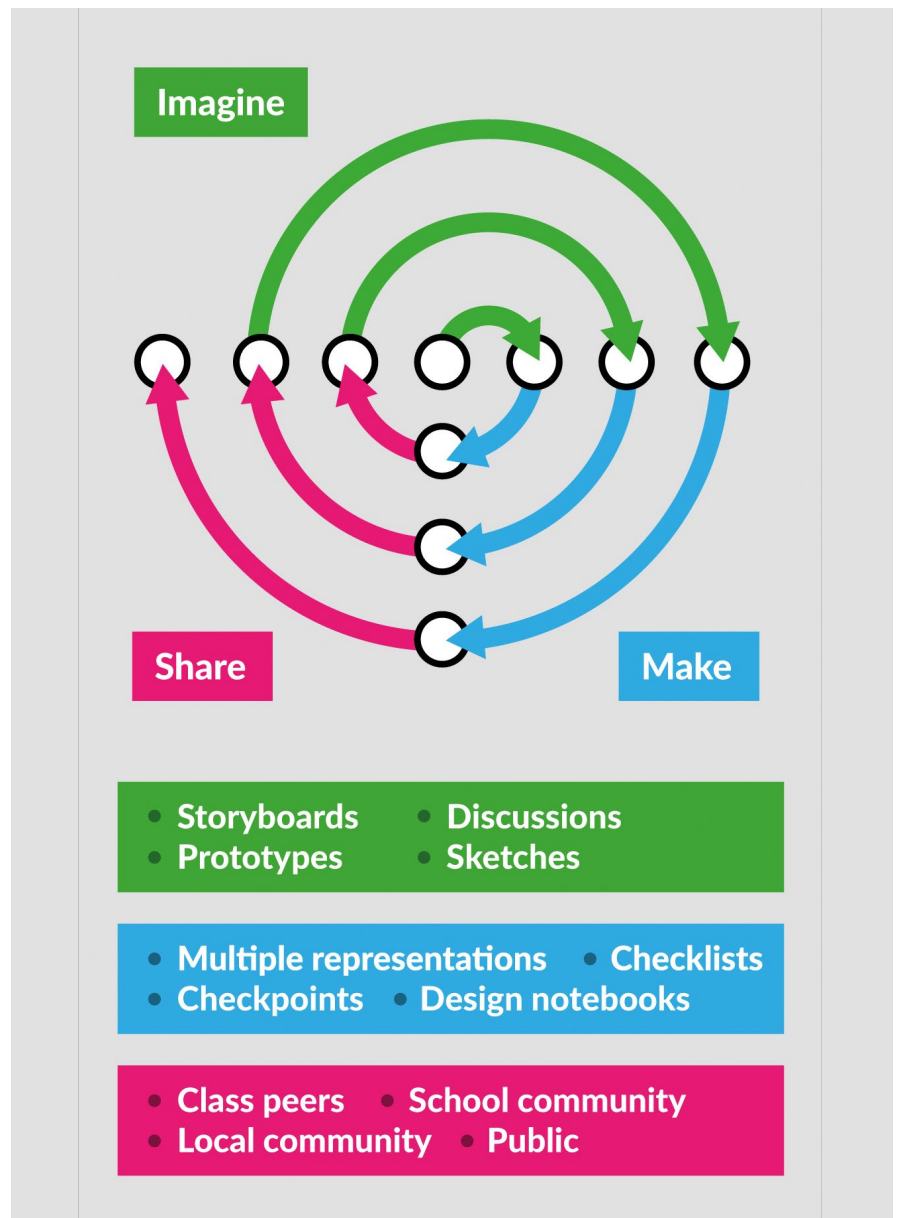 Imagine
Share
Make
• Storyboards • Discussions
• Prototypes • Sketches
• Multiple representations • Checklists
• Checkpoints • Design notebooks
• Class peers • School community
• Local community • Public